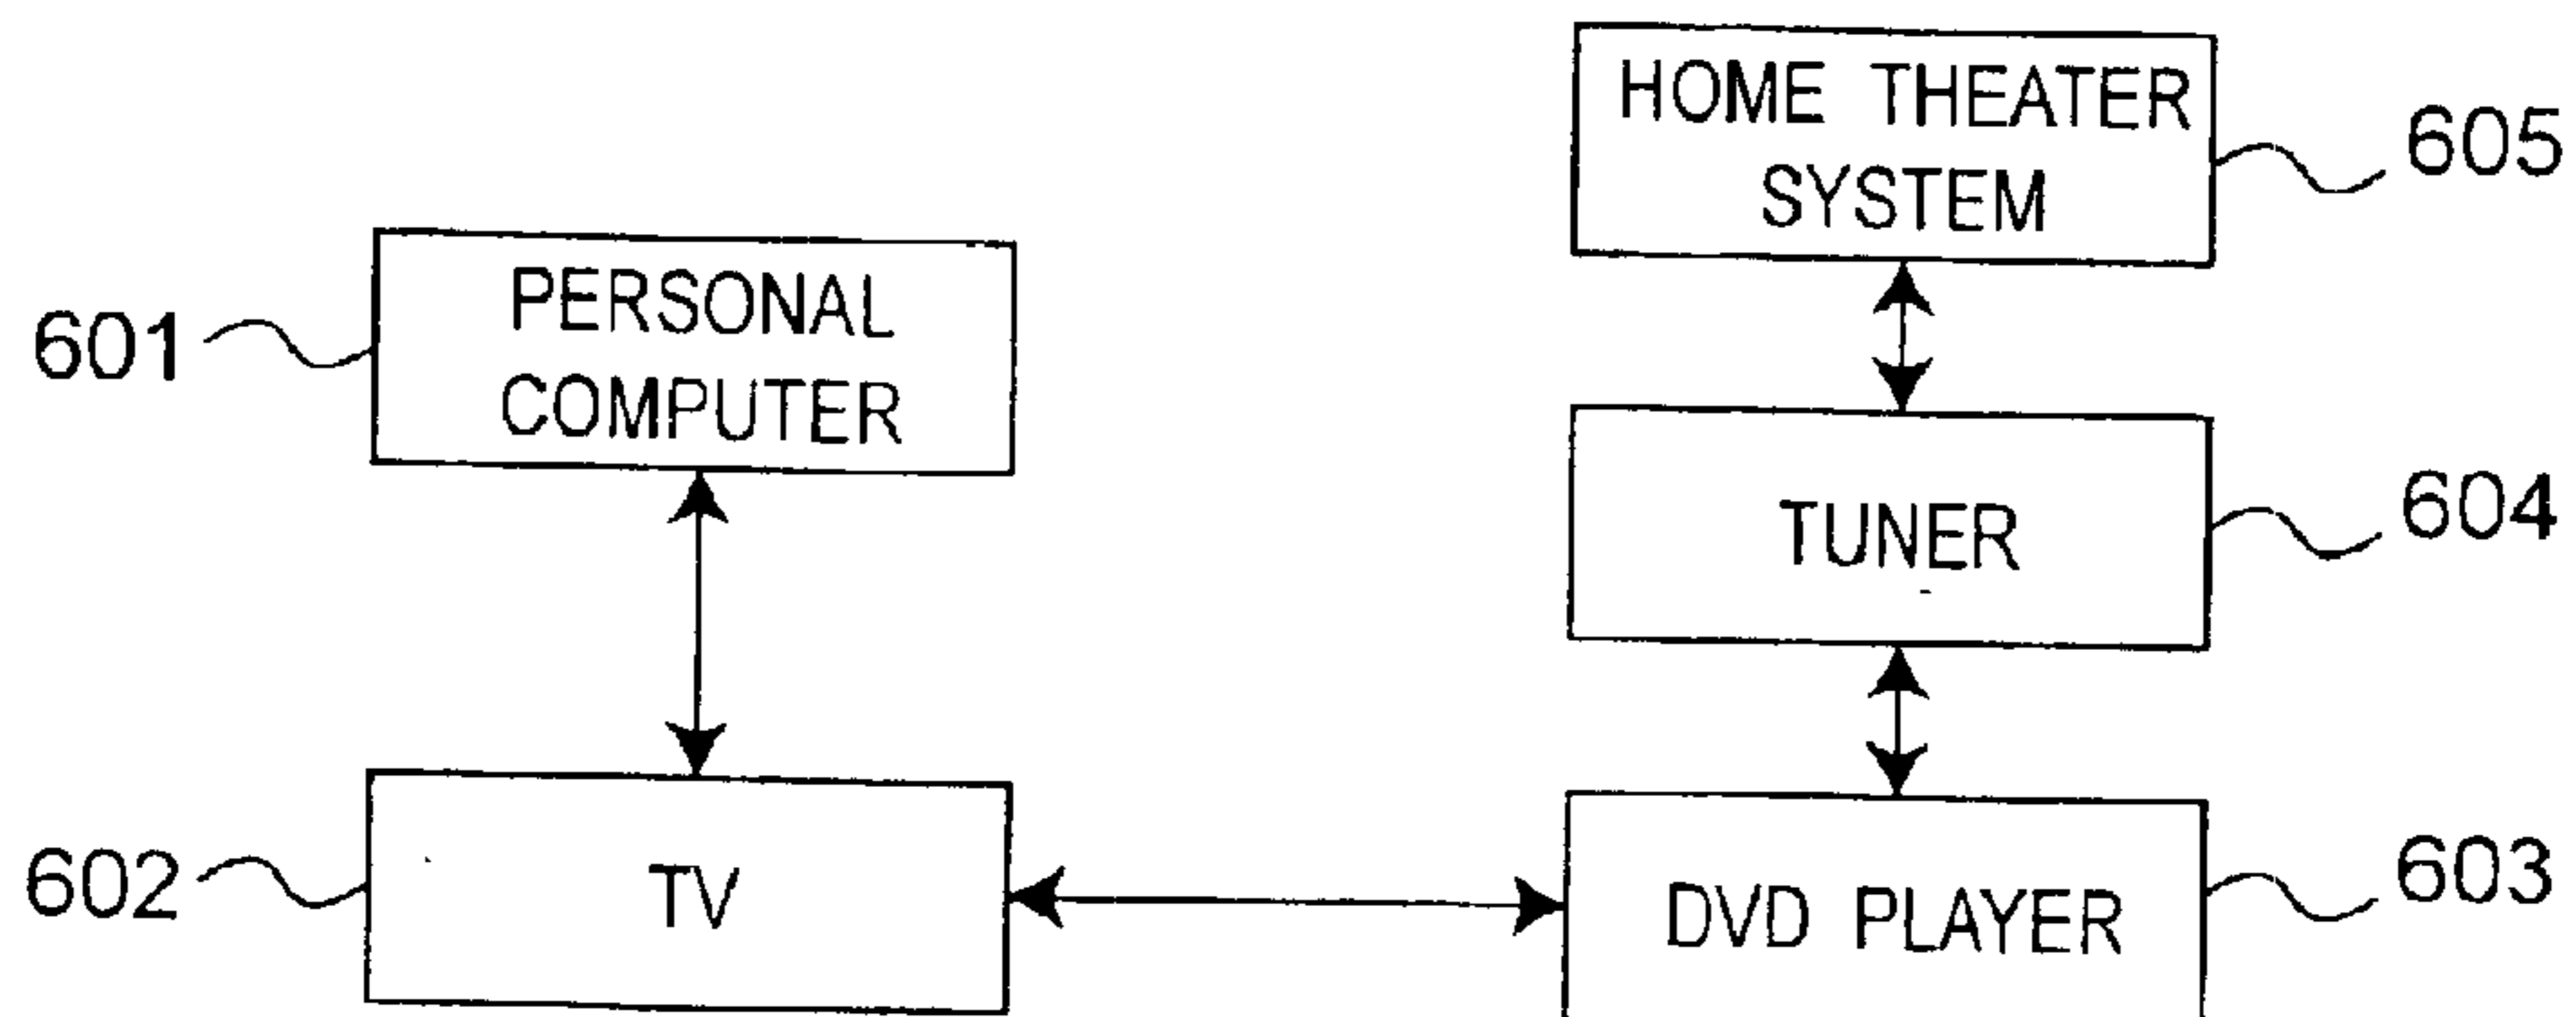 HOME THEATER
SYSTEM
605
PERSONAL
COMPUTER
601
TUNER
604
TV
602
DVD PLAYER
603